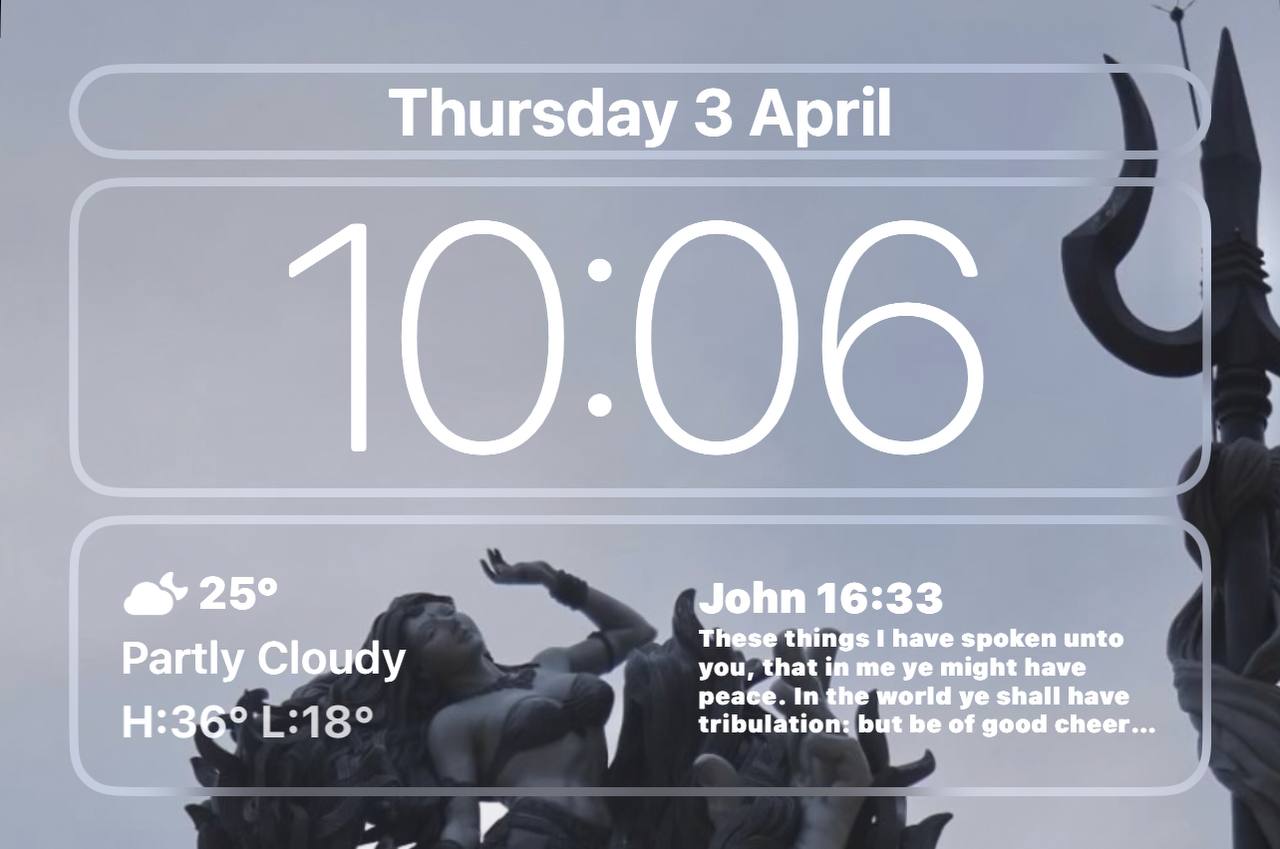 Thursday 3 April
10:06
25°
Partly Cloudy
H:36° L:18°
John 16:33
These things I have spoken unto
you, that in me ye might have
peace. In the world ye shall have
tribulation: but be of good cheer…